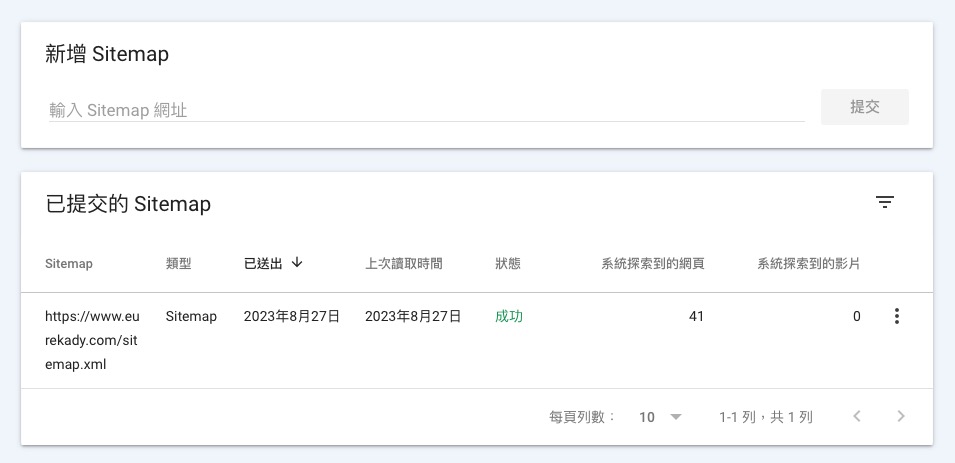 新增 Sitemap
輸入 Sitemap 網址
提交
已提交的 Sitemap
Sitemap 類型 已送出 上次讀取時間 狀態 系統探索到的網頁 系統探索到的影片
https://www.eu Sitemap 2023年8月27日 2023年8月27日 成功 41 0
rekady.com/sit
emap.xml
每頁列數： 10 1-1 列，共 1 列